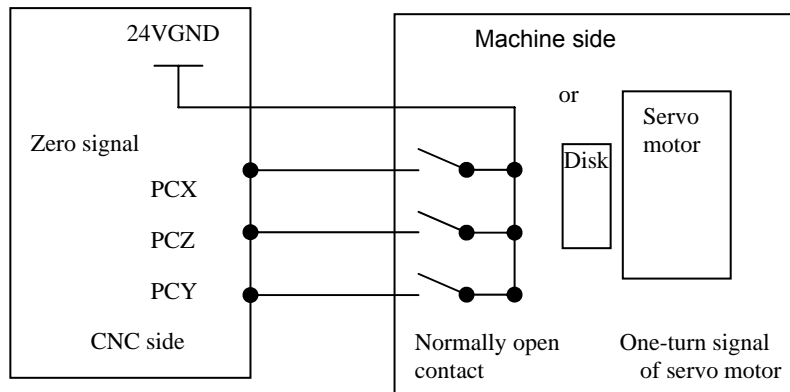 24VGND
Machine side
or
Servo
motor
Zero signal
Disk
PCX
PCZ
PCY
CNC side
Normally open
contact
One-turn signal
of servo motor